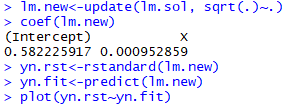 > lm.new<-update(lm.sol, sqrt(.)~.)
> coef(lm.new)
(Intercept)           X
0.582225917 0.000952859
> yn.rst<-rstandard(lm.new)
> yn.fit<-predict(lm.new)
> plot(yn.rst~yn.fit)